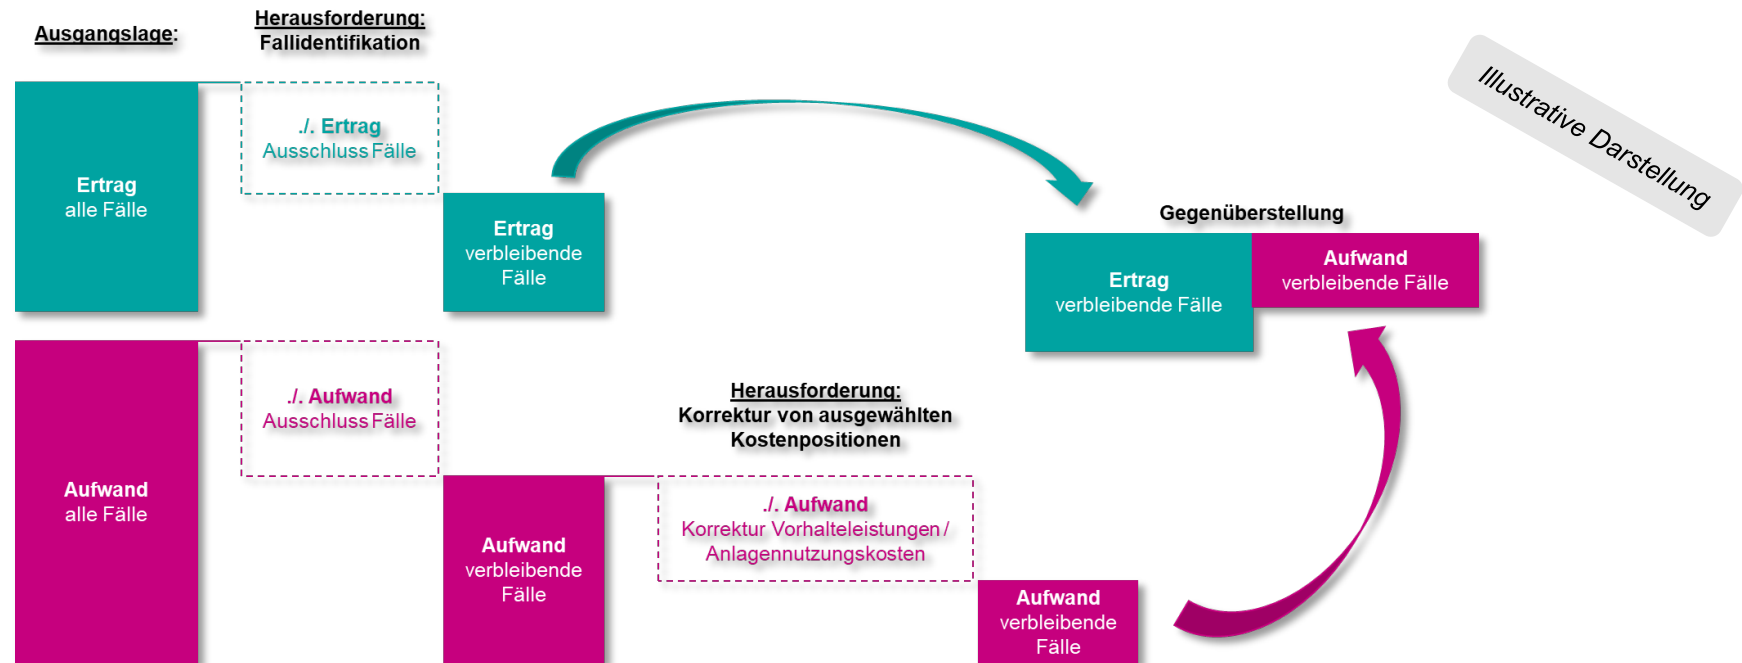 Ausgangslage:
Herausforderung:
Fallidentifikation
Illustrative Darstellung
./. Ertrag
Ausschluss Fälle
Ertrag
alle Fälle
Ertrag
verbleibende
Fälle
Gegenüberstellung
Ertrag
verbleibende Fälle
Aufwand
verbleibende Fälle
./. Aufwand
Ausschluss Fälle
Herausforderung:
Korrektur von ausgewählten
Kostenpositionen
Aufwand
alle Fälle
Aufwand
verbleibende
Fälle
./. Aufwand
Korrektur Vorhalteleistungen /
Anlagennutzungskosten
Aufwand
verbleibende
Fälle